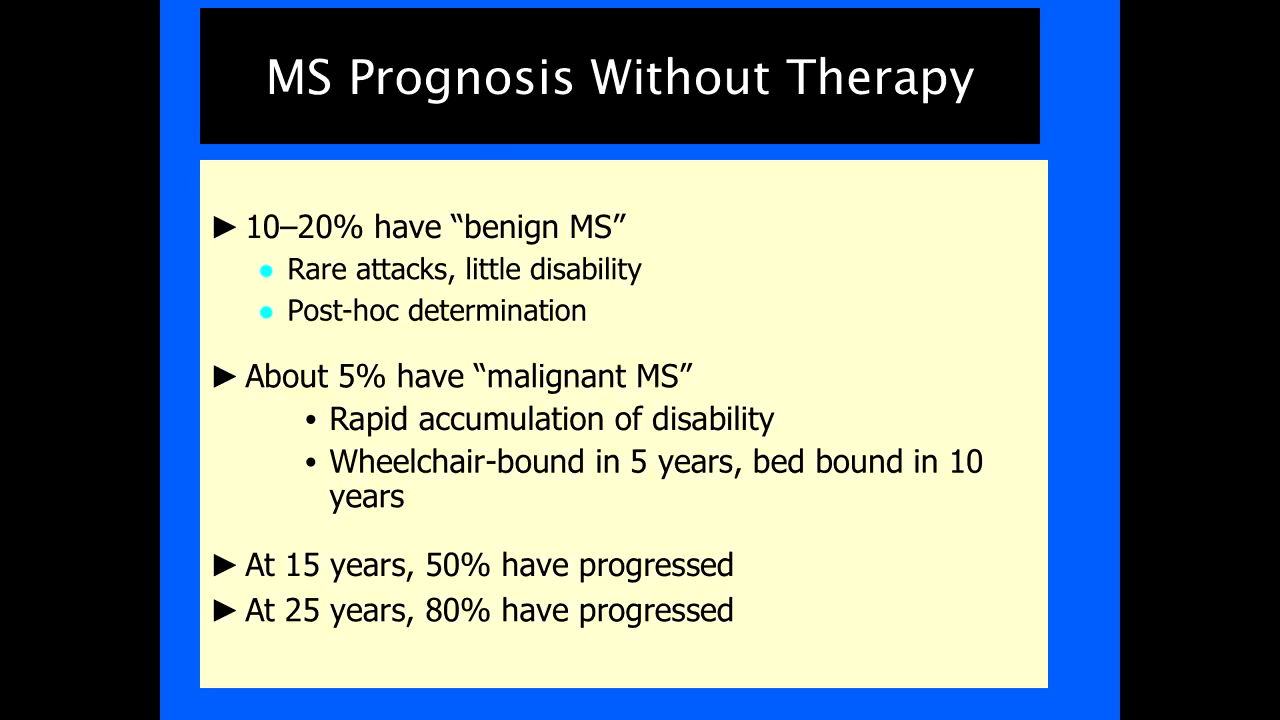 MS Prognosis Without Therapy
► 10–20% have “benign MS”
● Rare attacks, little disability
● Post-hoc determination
► About 5% have “malignant MS”
• Rapid accumulation of disability
• Wheelchair-bound in 5 years, bed bound in 10
years
► At 15 years, 50% have progressed
► At 25 years, 80% have progressed